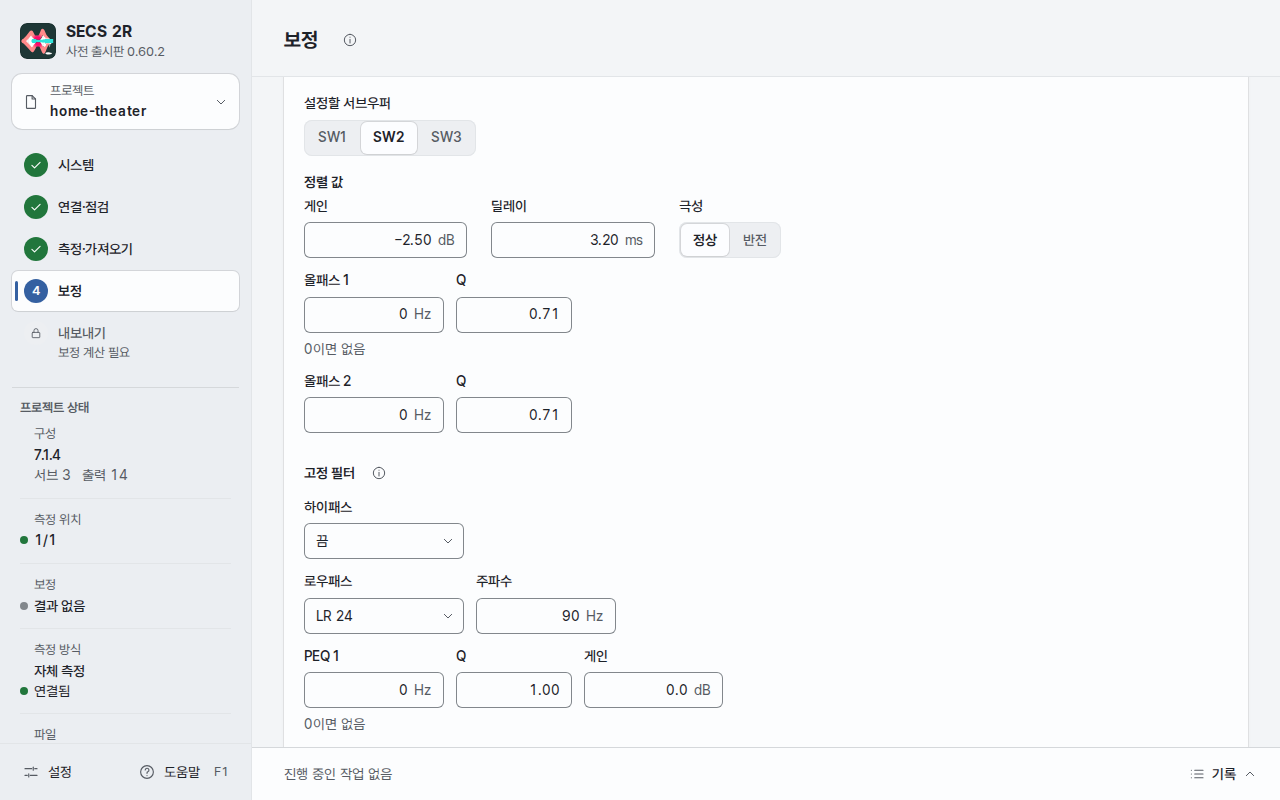 SECS 2R
사전 출시판 0.60.2
프로젝트
home-theater
시스템
연결·점검
측정·가져오기
4 보정
내보내기
보정 계산 필요
프로젝트 상태
구성
7.1.4
서브 3 출력 14
측정 위치
1/1
보정
결과 없음
측정 방식
자체 측정
연결됨
파일
설정
도움말 F1
보정
설정할 서브우퍼
SW1 SW2 SW3
정렬 값
게인 딜레이 극성
−2.50 dB 3.20 ms 정상 반전
올패스 1 Q
0 Hz 0.71
0이면 없음
올패스 2 Q
0 Hz 0.71
고정 필터
하이패스
끔
로우패스 주파수
LR 24 90 Hz
PEQ 1 Q 게인
0 Hz 1.00 0.0 dB
0이면 없음
진행 중인 작업 없음
기록